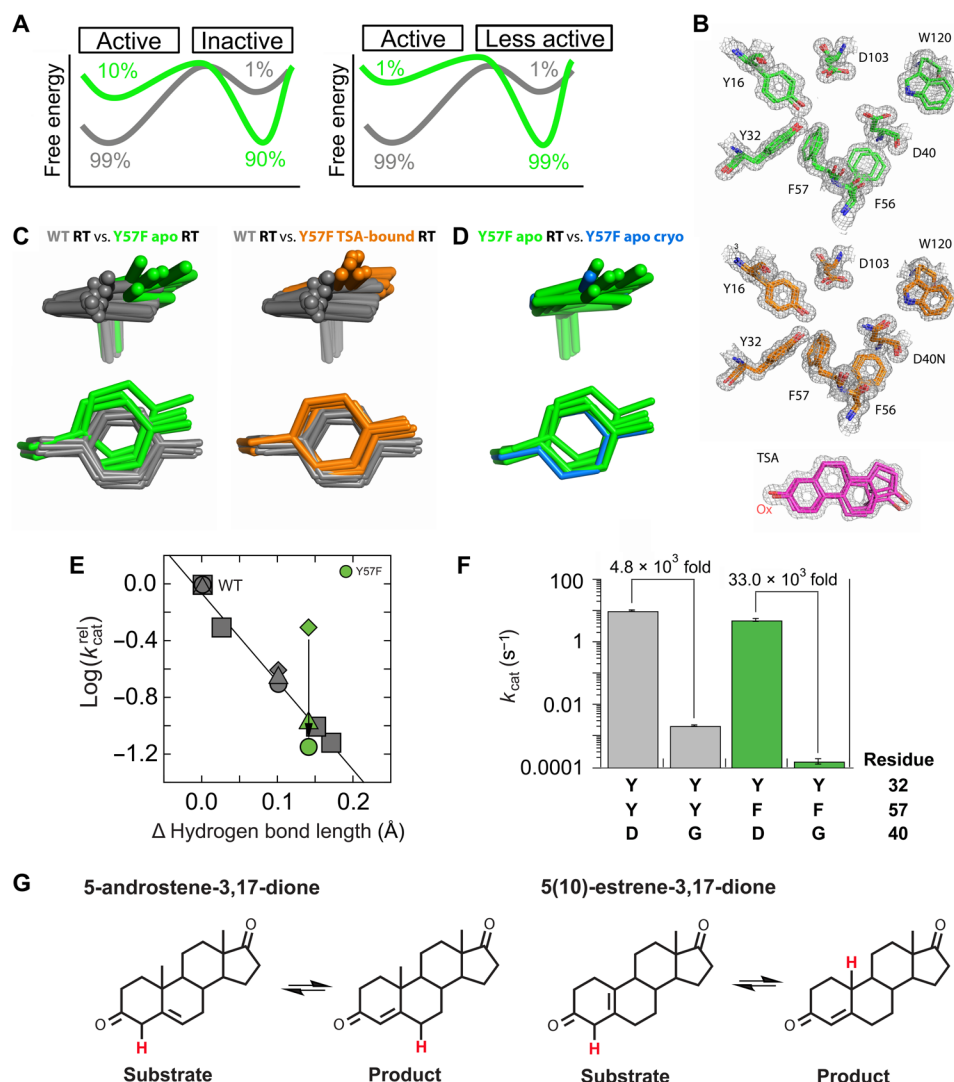 A
Active Inactive
Free energy
10% 1%
99% 90%
Active Less active
Free energy
1% 1%
99% 99%
B
D103
W120
Y16
Y32
D40
F57
F56
3
D103
W120
Y16
Y32
D40N
F57
F56
TSA
Ox
C
WT RT vs. Y57F apo RT
WT RT vs. Y57F TSA-bound RT
D
Y57F apo RT vs. Y57F apo cryo
E
Log(k_cat^rel)
0.0
−0.4
−0.8
−1.2
WT
Y57F
0.0 0.1 0.2
Δ Hydrogen bond length (Å)
F
4.8 × 10³ fold 33.0 × 10³ fold
k_cat (s⁻¹)
100
1
0.01
0.0001
Residue
Y Y Y Y 32
Y Y F F 57
D G D G 40
G
5-androstene-3,17-dione 5(10)-estrene-3,17-dione
O O O O
H
O H O H O H O
Substrate Product Substrate Product